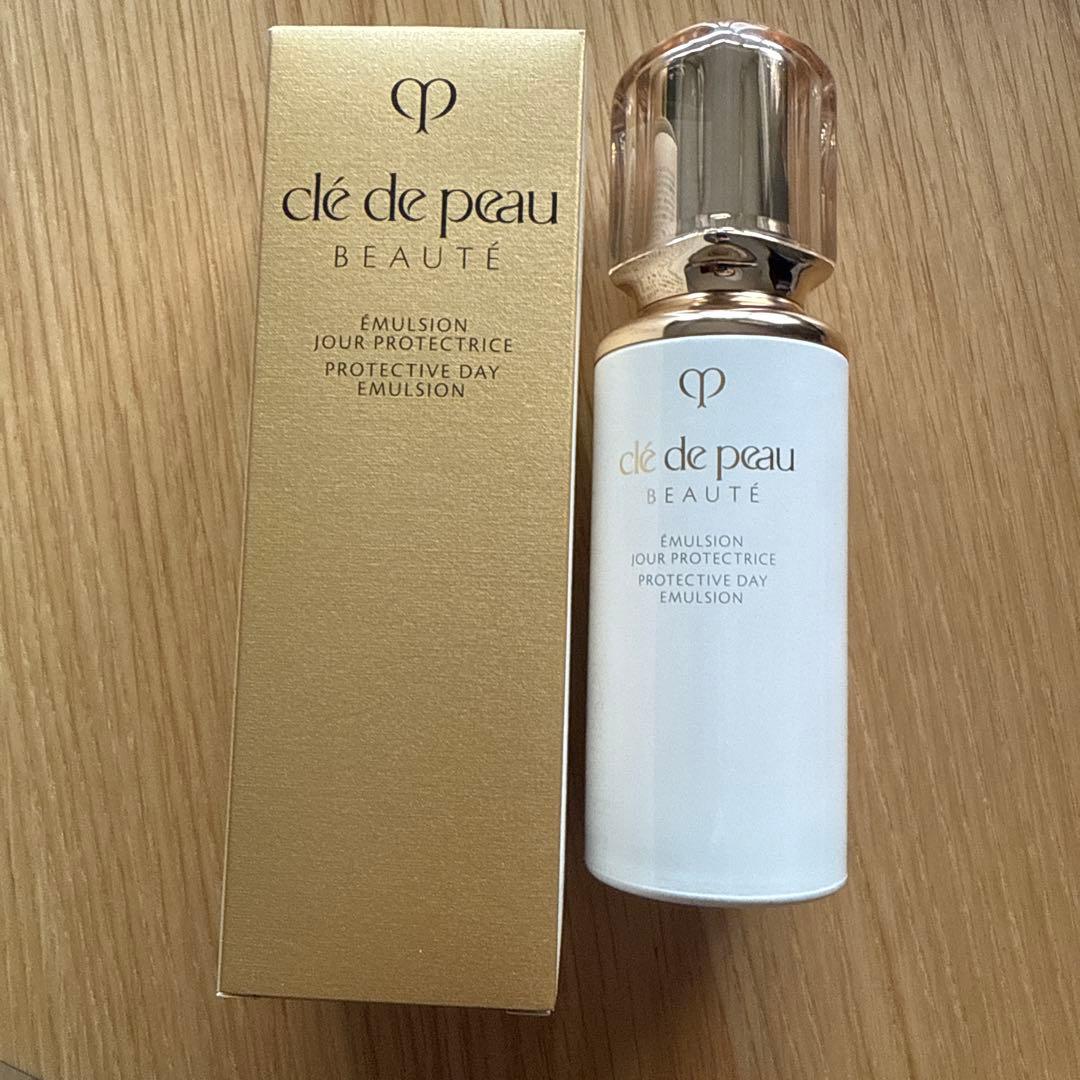 clé de peau
BEAUTÉ
ÉMULSION
JOUR PROTECTRICE
PROTECTIVE DAY
EMULSION
clé de peau
BEAUTÉ
ÉMULSION
JOUR PROTECTRICE
PROTECTIVE DAY
EMULSION